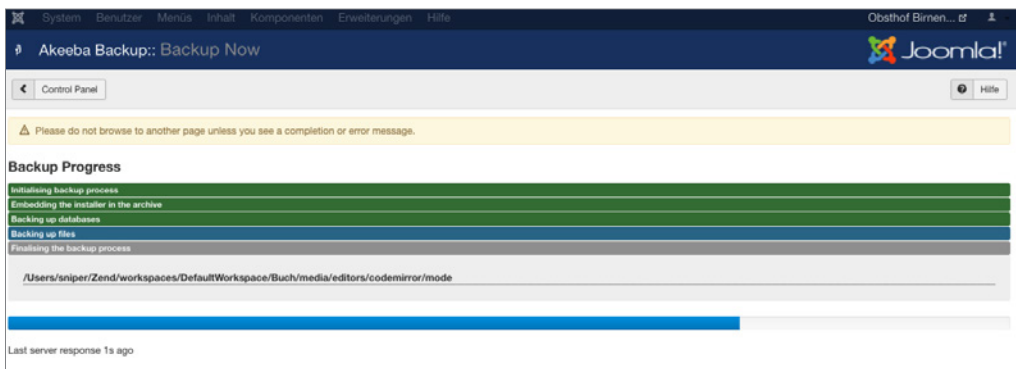 System Benutzer Menüs Inhalt Komponenten Erweiterungen Hilfe Obsthof Birnen...
Akeeba Backup:: Backup Now Joomla!®
Control Panel Hilfe
Please do not browse to another page unless you see a completion or error message.
Backup Progress
Initialising backup process
Embedding the installer in the archive
Backing up databases
Backing up files
Finalising the backup process
/Users/sniper/Zend/workspaces/DefaultWorkspace/Buch/media/editors/codemirror/mode
Last server response 1s ago